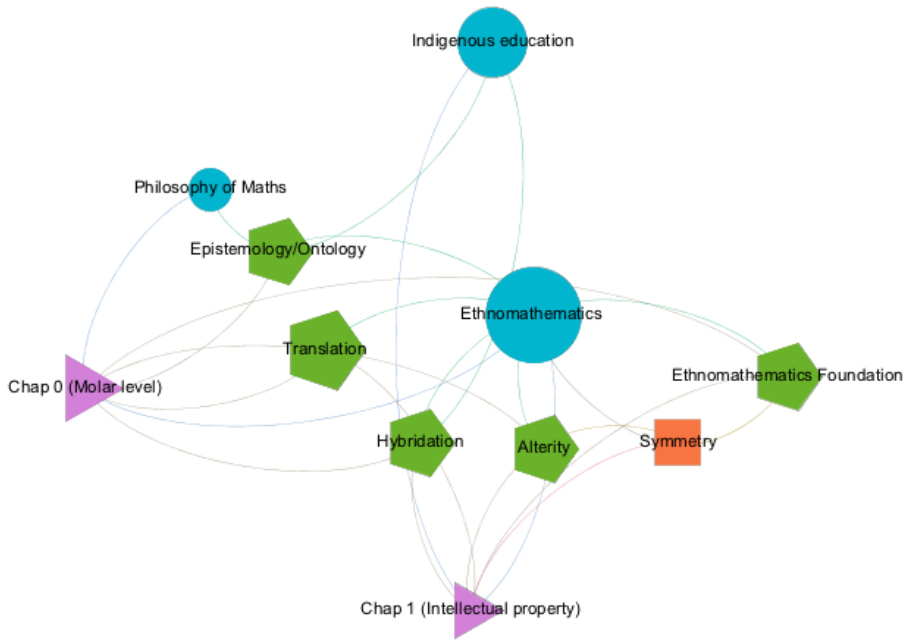 Indigenous education
Philosophy of Maths
Epistemology/Ontology
Ethnomathematics
Translation
Ethnomathematics Foundation
Chap 0 (Molar level)
Hybridation
Alterity
Symmetry
Chap 1 (Intellectual property)